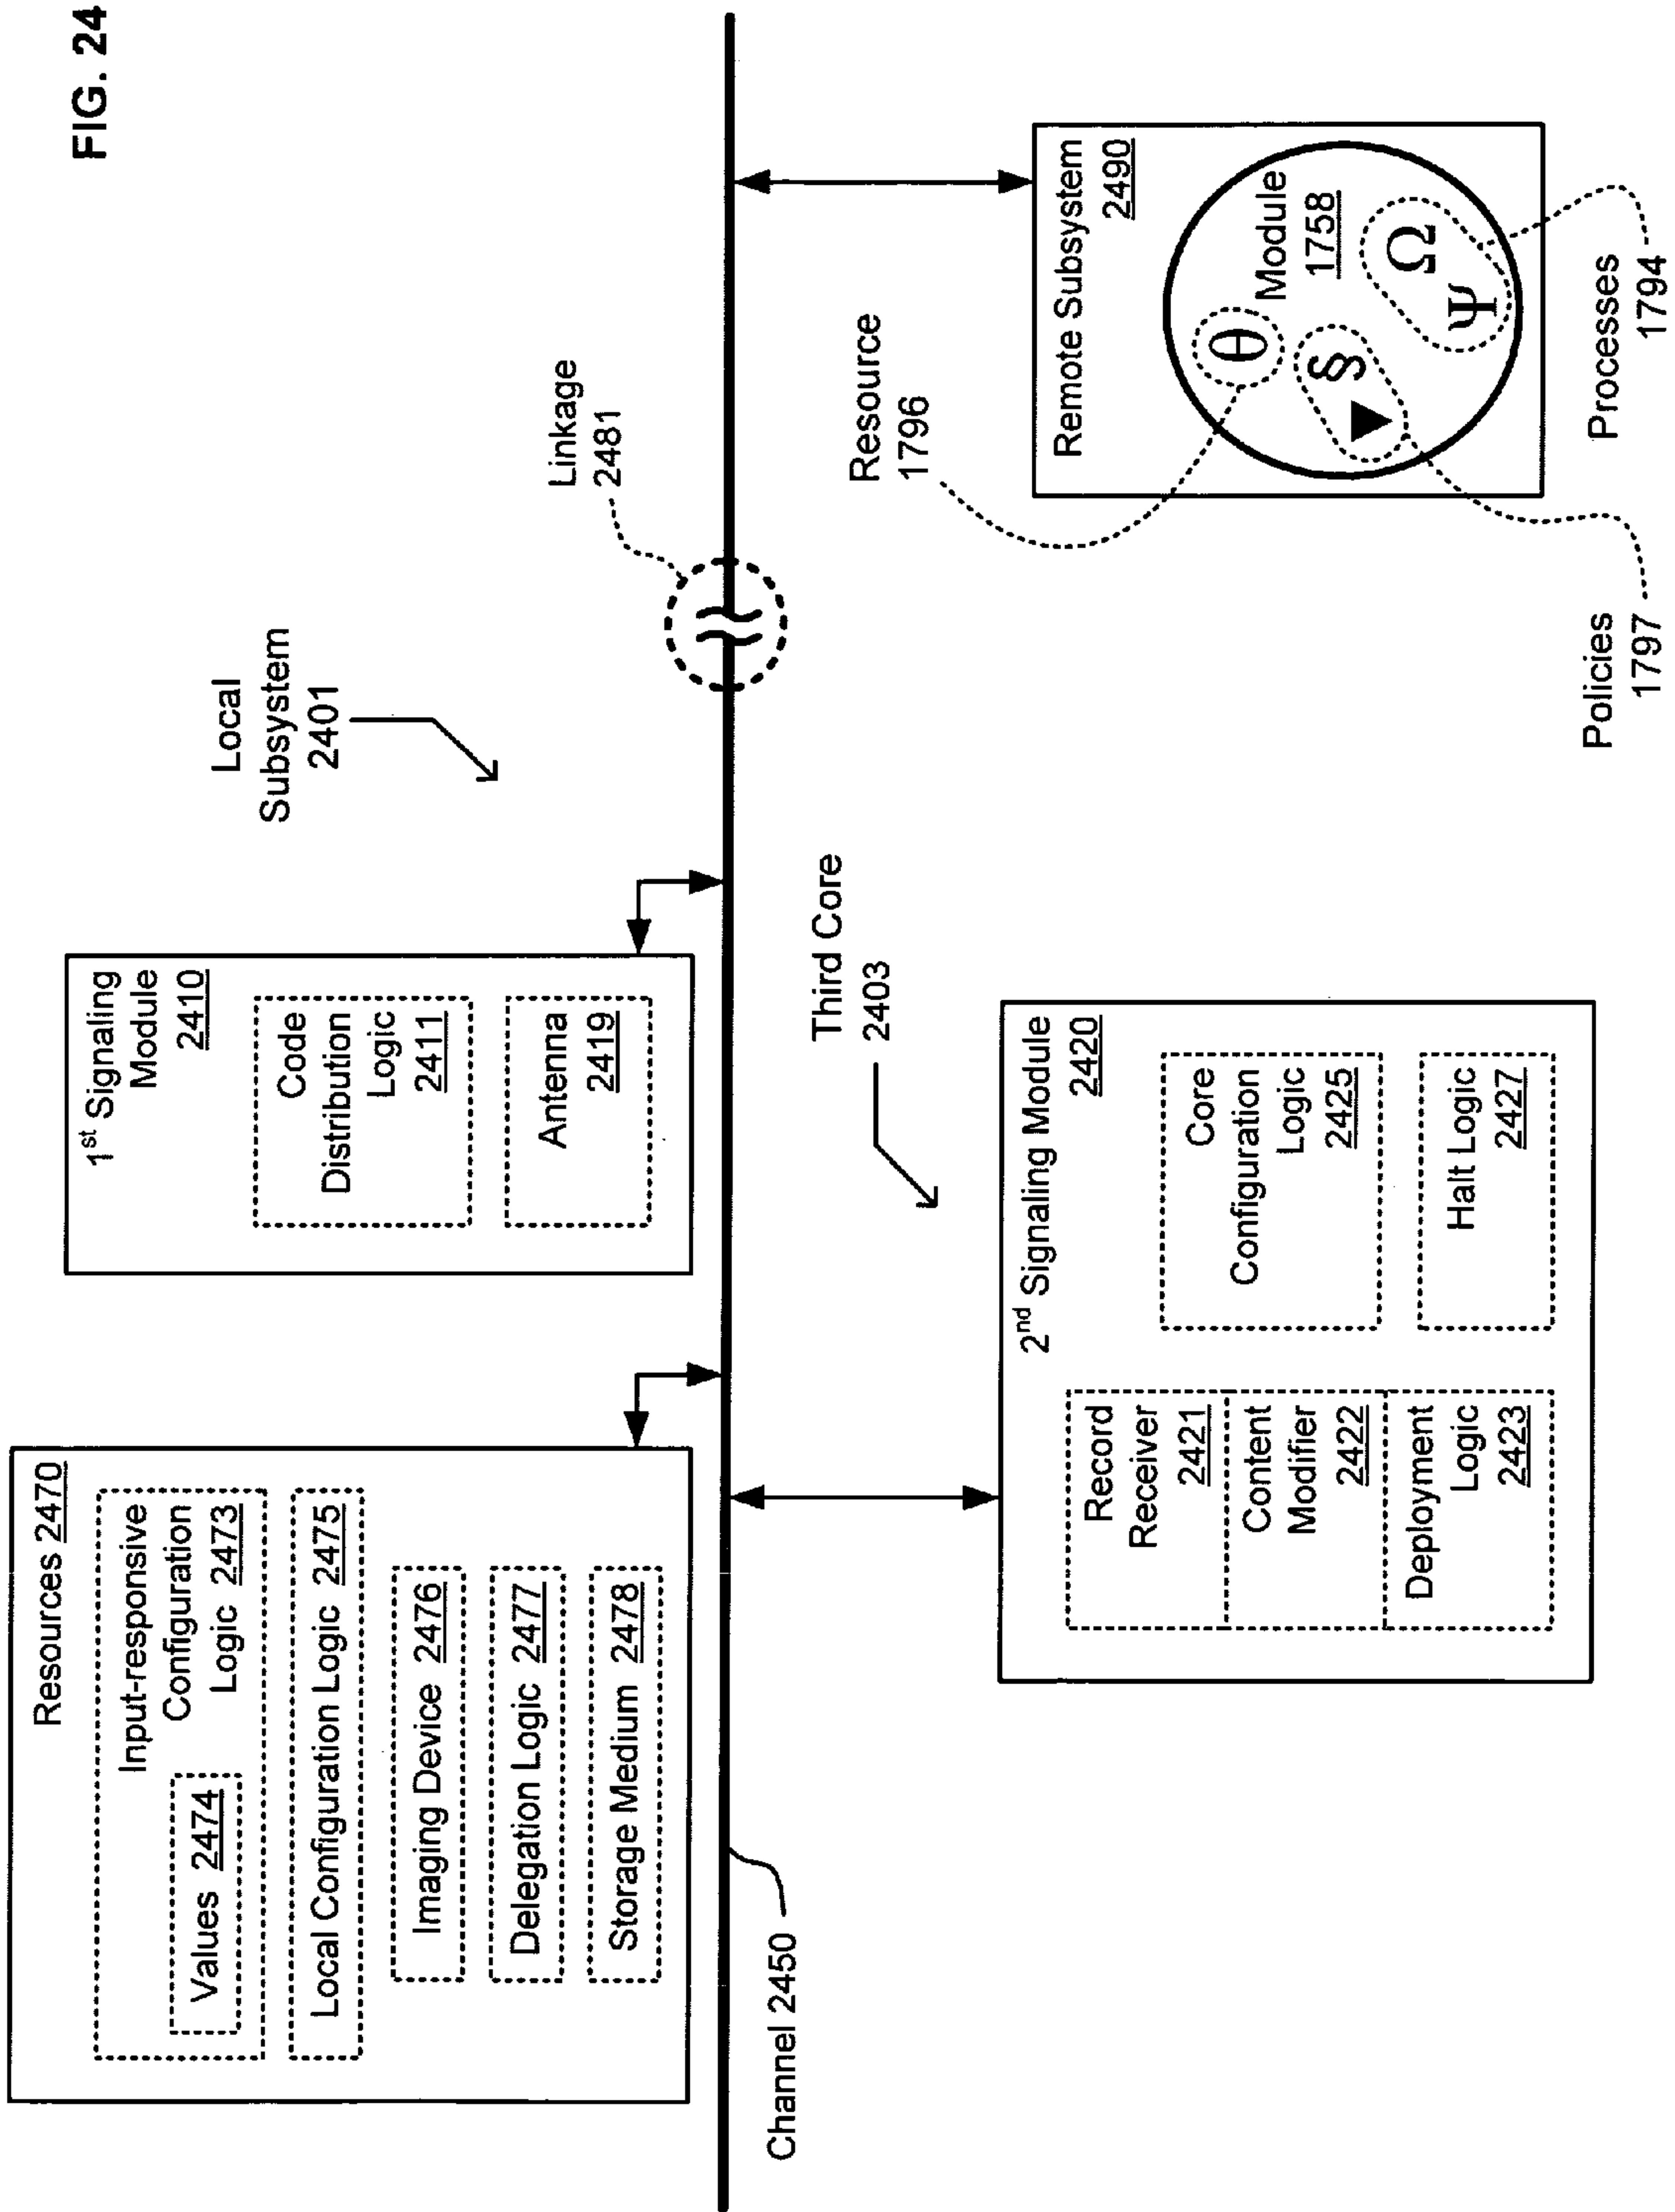 FIG. 24
Local
Subsystem
2401
Linkage
2481
Resources 2470
Input-responsive
Configuration
Logic 2473
Values 2474
Local Configuration Logic 2475
Imaging Device 2476
Delegation Logic 2477
Storage Medium 2478
1st Signaling
Module
2410
Code
Distribution
Logic
2411
Antenna
2419
Channel 2450
Third Core
2403
2nd Signaling Module
2420
Record
Receiver
2421
Content
Modifier
2422
Deployment
Logic
2423
Core
Configuration
Logic
2425
Halt Logic
2427
Resource
1796
Remote Subsystem
2490
Module
1758
θ
§
▼
Ω
Ψ
Policies
1797
Processes
1794